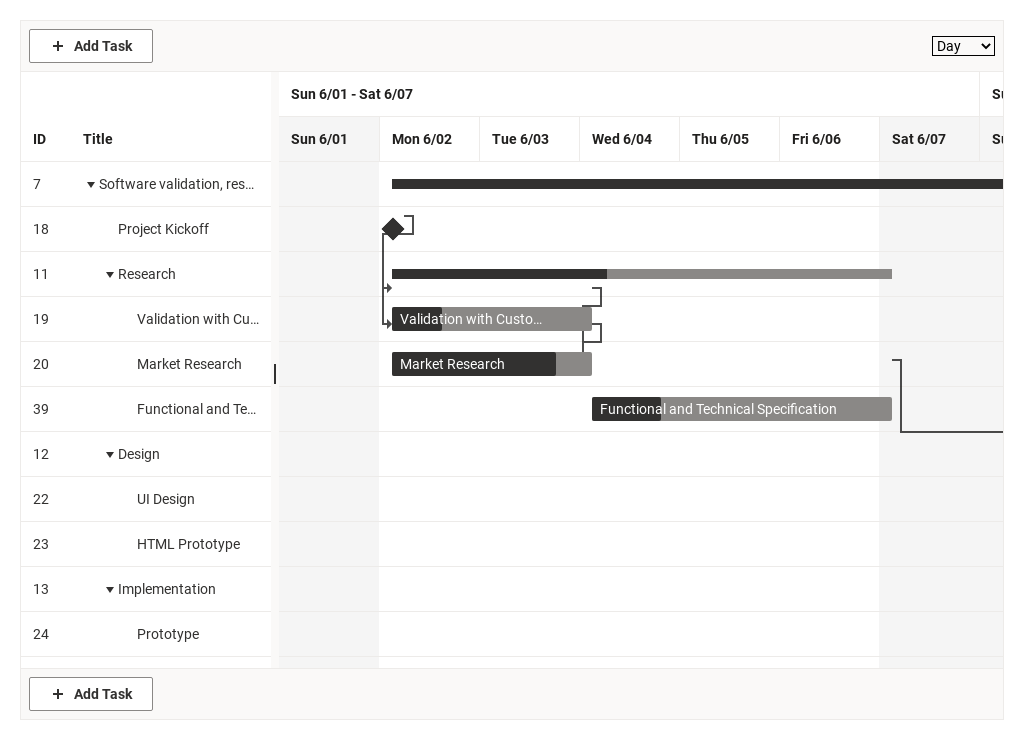 Add Task
Day
Sun 6/01 - Sat 6/07
ID Title Sun 6/01 Mon 6/02 Tue 6/03 Wed 6/04 Thu 6/05 Fri 6/06 Sat 6/07
7 Software validation, res…
18 Project Kickoff
11 Research
19 Validation with Cu… Validation with Custo…
20 Market Research Market Research
39 Functional and Te… Functional and Technical Specification
12 Design
22 UI Design
23 HTML Prototype
13 Implementation
24 Prototype
Add Task